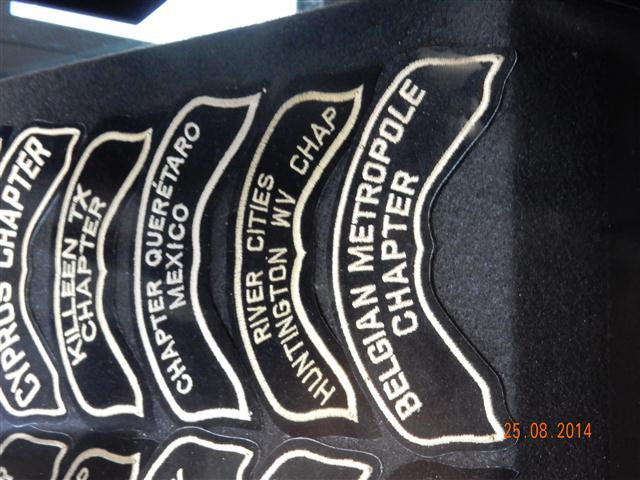 CYPRUS CHAPTER
KILLEEN TX
CHAPTER
CHAPTER QUERÉTARO
MEXICO
RIVER CITIES
HUNTINGTON WV CHAP
BELGIAN METROPOLE
CHAPTER
25.08.2014